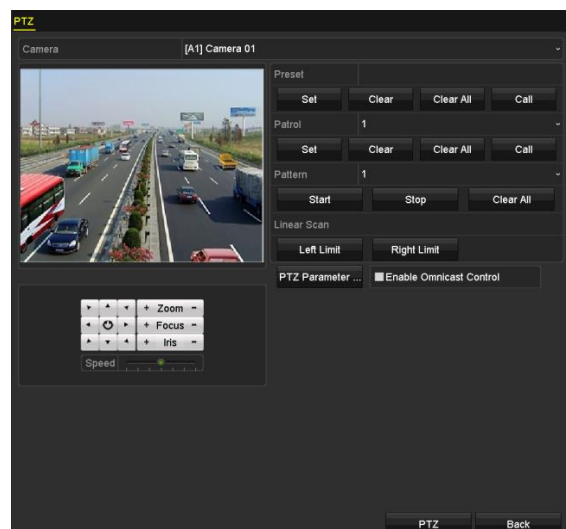 PTZ
Camera [A1] Camera 01
Preset
Set Clear Clear All Call
Patrol 1
Set Clear Clear All Call
Pattern 1
Start Stop Clear All
Linear Scan
Left Limit Right Limit
PTZ Parameter ... Enable Omnicast Control
+ Zoom -
+ Focus -
+ Iris -
Speed
PTZ Back